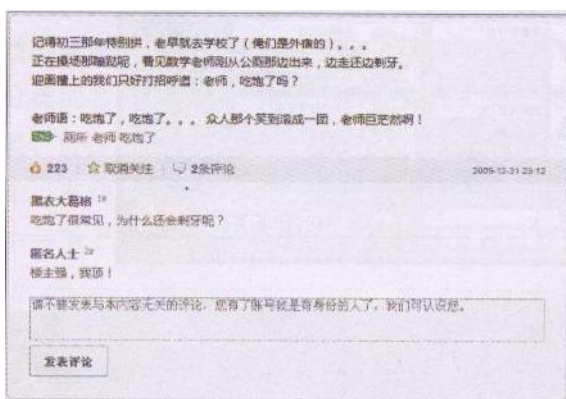 记得初三那年特别拼，老早就去学校了（俺们是外宿的）。。。
正在操场那瞎跋呢，看见数学老师刚从公厕那边出来，边走还边剔牙。
迎面撞上的我们只好打招呼道：老师，吃饱了吗？
老师语：吃饱了，吃饱了。。。 众人那个笑到滚成一团，老师巨茫然啊！
厕所 老师 吃饱了
223 取消关注 2条评论 2009-12-31 23:12
黑衣大葛格 1#
吃饱了很常见，为什么还会剔牙呢？
匿名人士 2#
楼主强，我顶！
请不要发表与本内容无关的评论，您有了账号就是有身份的人了，我们可认识您。
发表评论